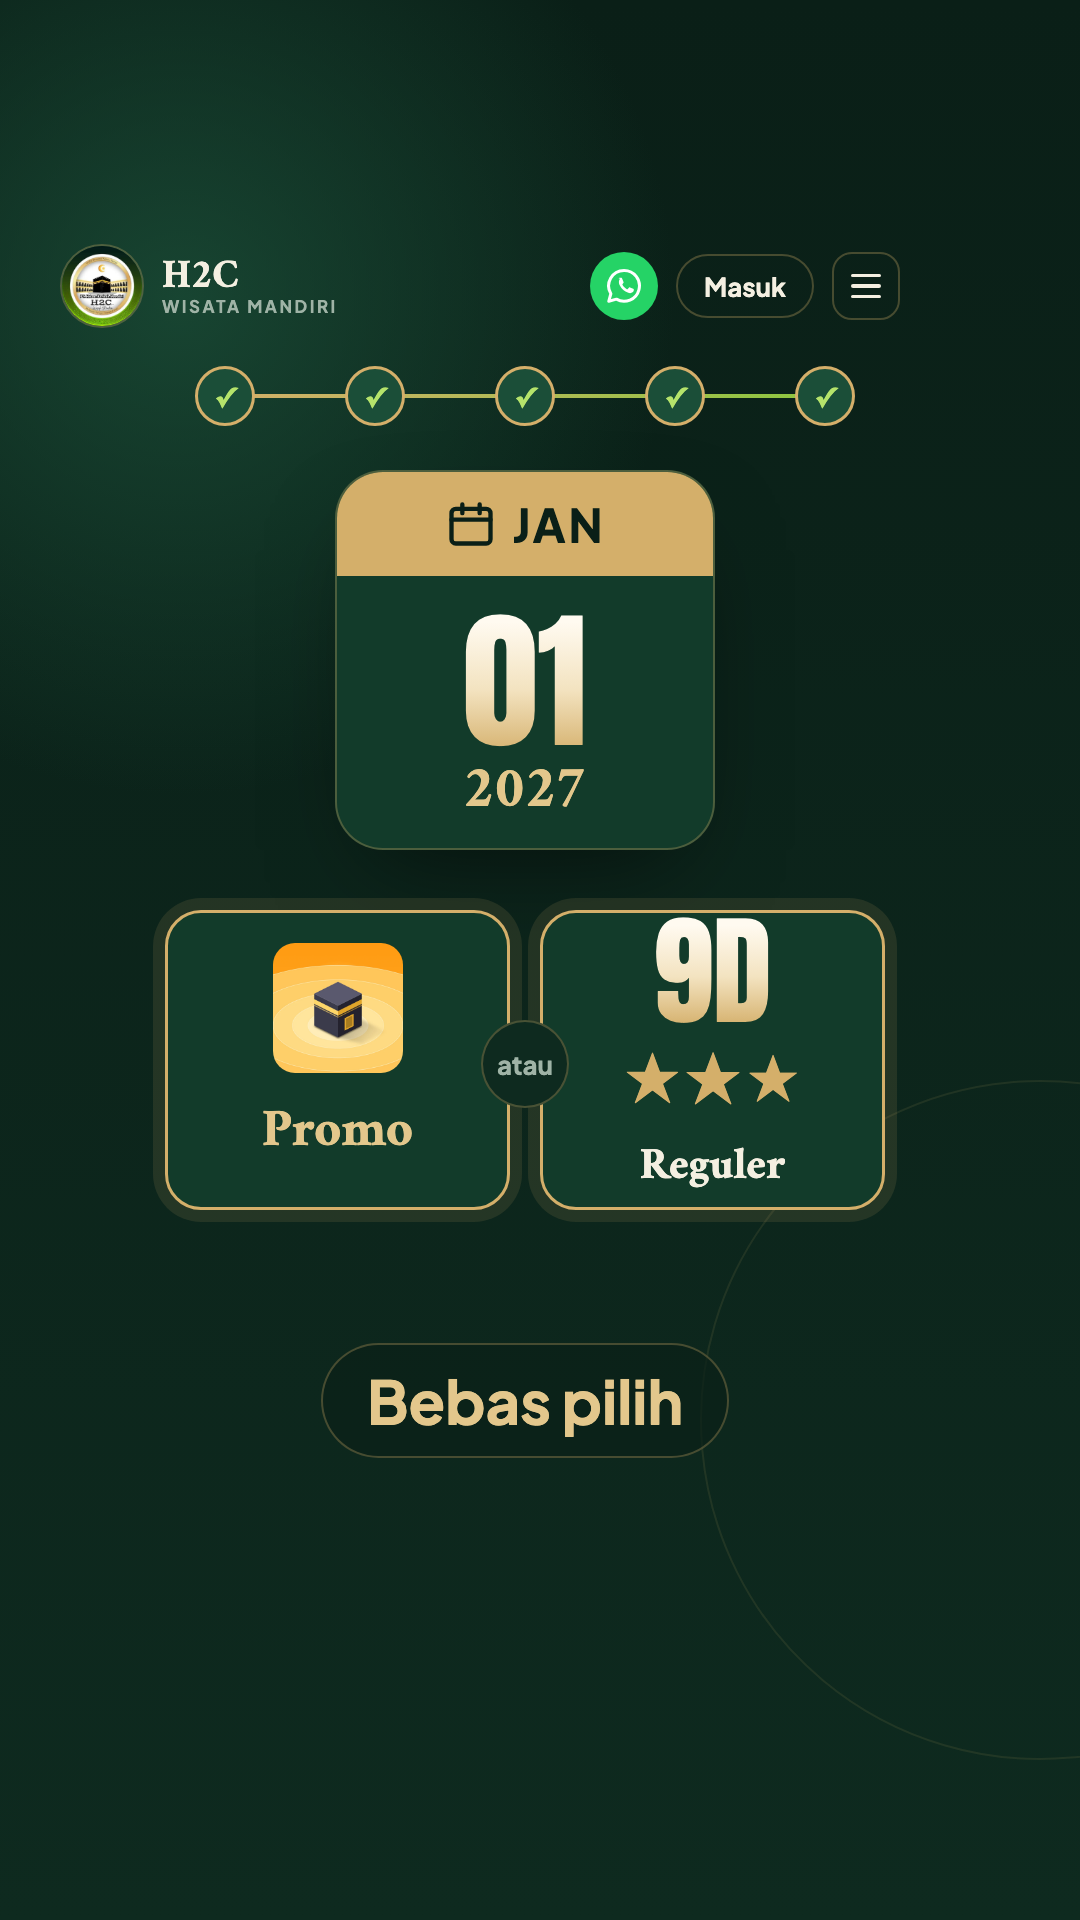 H2C
WISATA MANDIRI
Masuk
JAN
01
2027
Promo
atau
9D
Reguler
Bebas pilih